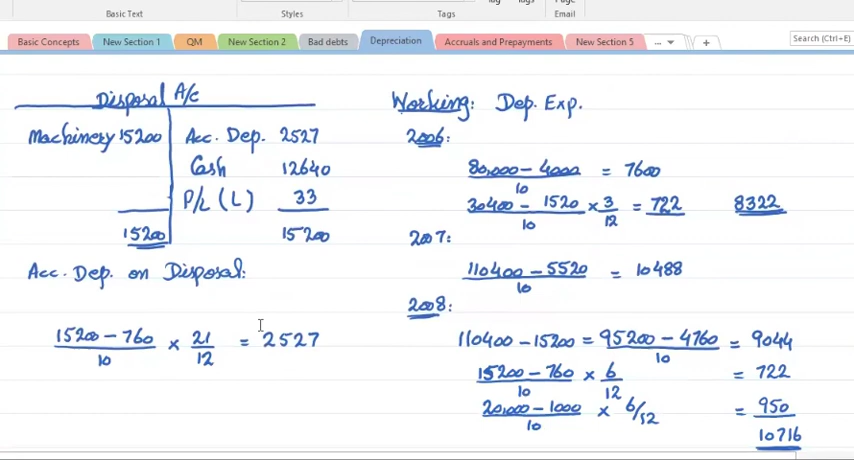 Tag Tags Page
Basic Text Styles Tags Email
Basic Concepts New Section 1 QM New Section 2 Bad debts Depreciation Accruals and Prepayments New Section 5 ... + Search (Ctrl+E)
Disposal A/c
Machinery 15200 Acc. Dep. 2527
Cash 12640
P/L (L) 33
15200 15200
Acc. Dep. on Disposal:
15200 - 760 / 10 × 21 / 12 = 2527
Working: Dep. Exp.
2006:
80,000 - 4000 / 10 = 7600
30400 - 1520 / 10 × 3 / 12 = 722 8322
2007:
110400 - 5520 / 10 = 10488
2008:
110400 - 15200 = 95200 - 4760 / 10 = 9044
15200 - 760 / 10 × 6 / 12 = 722
20,000 - 1000 / 10 × 6/12 = 950
10716